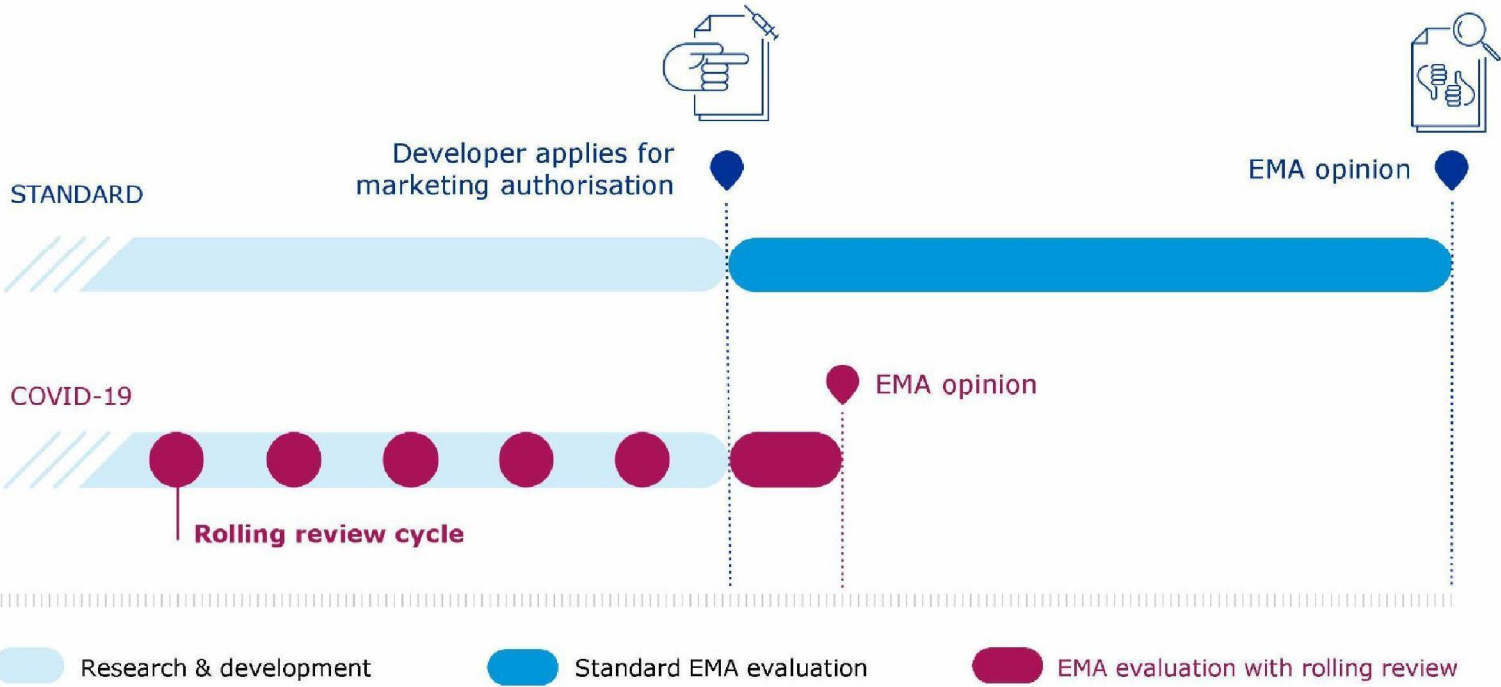 Developer applies for
marketing authorisation
EMA opinion
STANDARD
COVID-19
EMA opinion
Rolling review cycle
Research & development
Standard EMA evaluation
EMA evaluation with rolling review